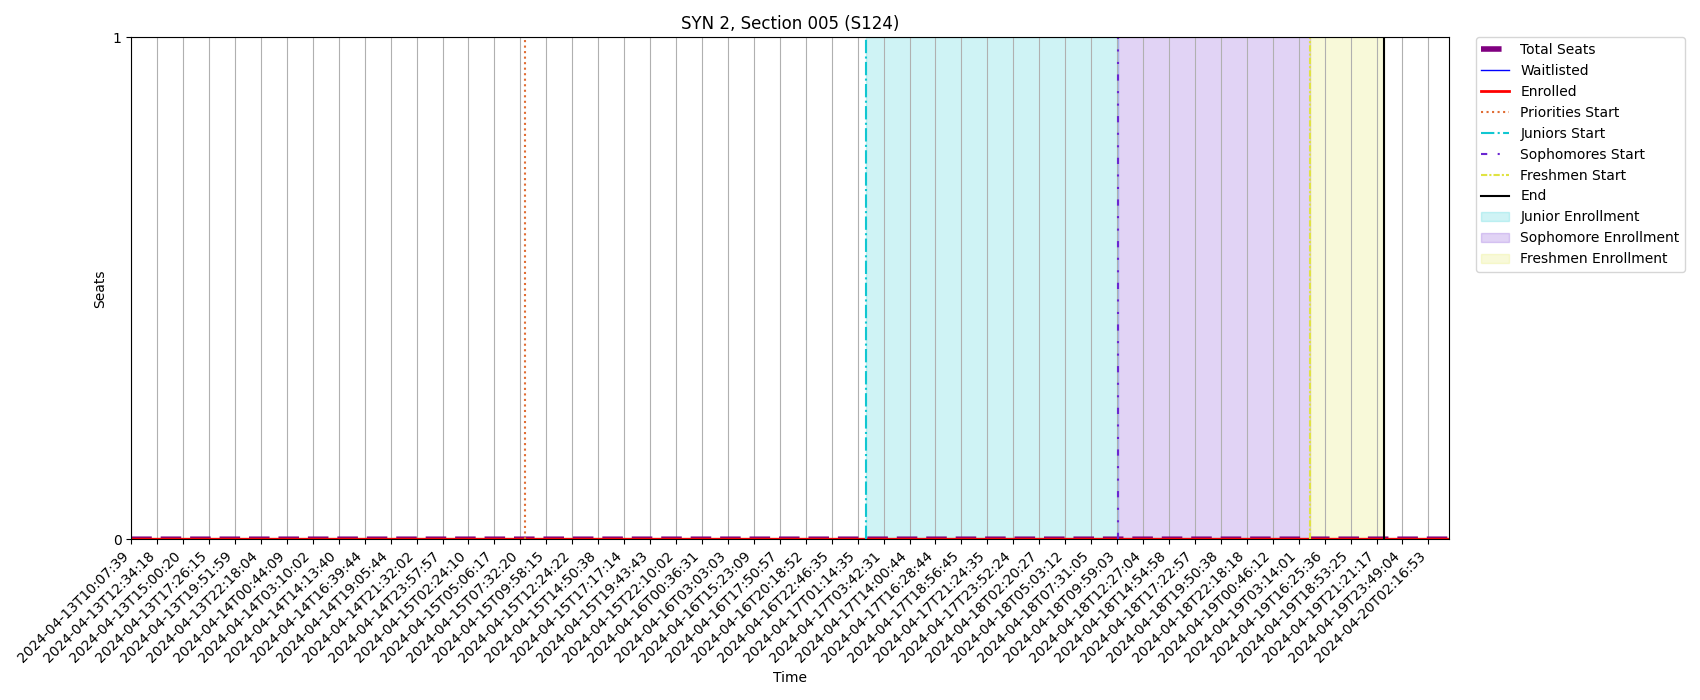 SYN 2, Section 005 (S124)
1
0
Seats
Total Seats
Waitlisted
Enrolled
Priorities Start
Juniors Start
Sophomores Start
Freshmen Start
End
Junior Enrollment
Sophomore Enrollment
Freshmen Enrollment
2024-04-13T10:07:39
2024-04-13T12:34:18
2024-04-13T15:00:20
2024-04-13T17:26:15
2024-04-13T19:51:59
2024-04-13T22:18:04
2024-04-14T00:44:09
2024-04-14T03:10:02
2024-04-14T14:13:40
2024-04-14T16:39:44
2024-04-14T19:05:44
2024-04-14T21:32:02
2024-04-14T23:57:57
2024-04-15T02:24:10
2024-04-15T05:06:17
2024-04-15T07:32:20
2024-04-15T09:58:15
2024-04-15T12:24:22
2024-04-15T14:50:38
2024-04-15T17:17:14
2024-04-15T19:43:43
2024-04-15T22:10:02
2024-04-16T00:36:31
2024-04-16T03:03:03
2024-04-16T15:23:09
2024-04-16T17:50:57
2024-04-16T20:18:52
2024-04-16T22:46:35
2024-04-17T01:14:35
2024-04-17T03:42:31
2024-04-17T14:00:44
2024-04-17T16:28:44
2024-04-17T18:56:45
2024-04-17T21:24:35
2024-04-17T23:52:24
2024-04-18T02:20:27
2024-04-18T05:03:12
2024-04-18T07:31:05
2024-04-18T09:59:03
2024-04-18T12:27:04
2024-04-18T14:54:58
2024-04-18T17:22:57
2024-04-18T19:50:38
2024-04-18T22:18:18
2024-04-19T00:46:12
2024-04-19T03:14:01
2024-04-19T16:25:36
2024-04-19T18:53:25
2024-04-19T21:21:17
2024-04-19T23:49:04
2024-04-20T02:16:53
Time